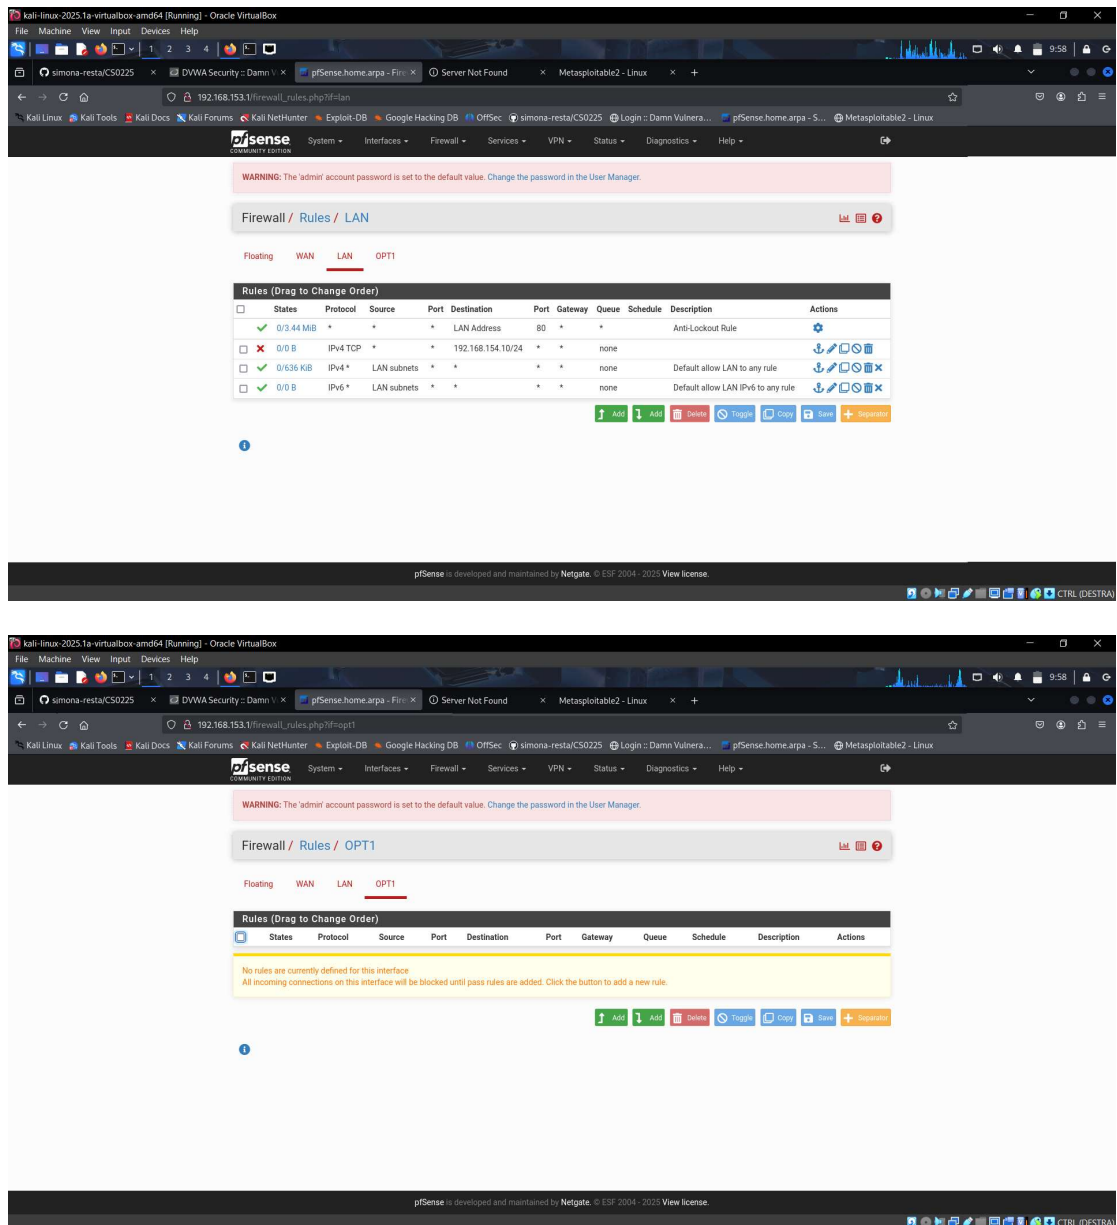 kali-linux-2025.1a-virtualbox-amd64 [Running] - Oracle VirtualBox
File Machine View Input Devices Help
1 2 3 4 9:58
simona-resta/CS0225 DVWA Security :: Damn V pfSense.home.arpa - Fire Server Not Found Metasploitable2 - Linux
192.168.153.1/firewall_rules.php?if=lan
Kali Linux Kali Tools Kali Docs Kali Forums Kali NetHunter Exploit-DB Google Hacking DB OffSec simona-resta/CS0225 Login :: Damn Vulnera... pfSense.home.arpa - S... Metasploitable2 - Linux
pfsense System Interfaces Firewall Services VPN Status Diagnostics Help
COMMUNITY EDITION
WARNING: The 'admin' account password is set to the default value. Change the password in the User Manager.
Firewall / Rules / LAN
Floating WAN LAN OPT1
Rules (Drag to Change Order)
States Protocol Source Port Destination Port Gateway Queue Schedule Description Actions
0/3.44 MiB * * * LAN Address 80 * * Anti-Lockout Rule
0/0 B IPv4 TCP * * 192.168.154.10/24 * * none
0/636 KiB IPv4 * LAN subnets * * * * none Default allow LAN to any rule
0/0 B IPv6 * LAN subnets * * * * none Default allow LAN IPv6 to any rule
Add Add Delete Toggle Copy Save Separator
pfSense is developed and maintained by Netgate. © ESF 2004 - 2025 View license.
CTRL (DESTRA)
kali-linux-2025.1a-virtualbox-amd64 [Running] - Oracle VirtualBox
File Machine View Input Devices Help
1 2 3 4 9:58
simona-resta/CS0225 DVWA Security :: Damn V pfSense.home.arpa - Fire Server Not Found Metasploitable2 - Linux
192.168.153.1/firewall_rules.php?if=opt1
Kali Linux Kali Tools Kali Docs Kali Forums Kali NetHunter Exploit-DB Google Hacking DB OffSec simona-resta/CS0225 Login :: Damn Vulnera... pfSense.home.arpa - S... Metasploitable2 - Linux
pfsense System Interfaces Firewall Services VPN Status Diagnostics Help
COMMUNITY EDITION
WARNING: The 'admin' account password is set to the default value. Change the password in the User Manager.
Firewall / Rules / OPT1
Floating WAN LAN OPT1
Rules (Drag to Change Order)
States Protocol Source Port Destination Port Gateway Queue Schedule Description Actions
No rules are currently defined for this interface
All incoming connections on this interface will be blocked until pass rules are added. Click the button to add a new rule.
Add Add Delete Toggle Copy Save Separator
pfSense is developed and maintained by Netgate. © ESF 2004 - 2025 View license.
CTRL (DESTRA)